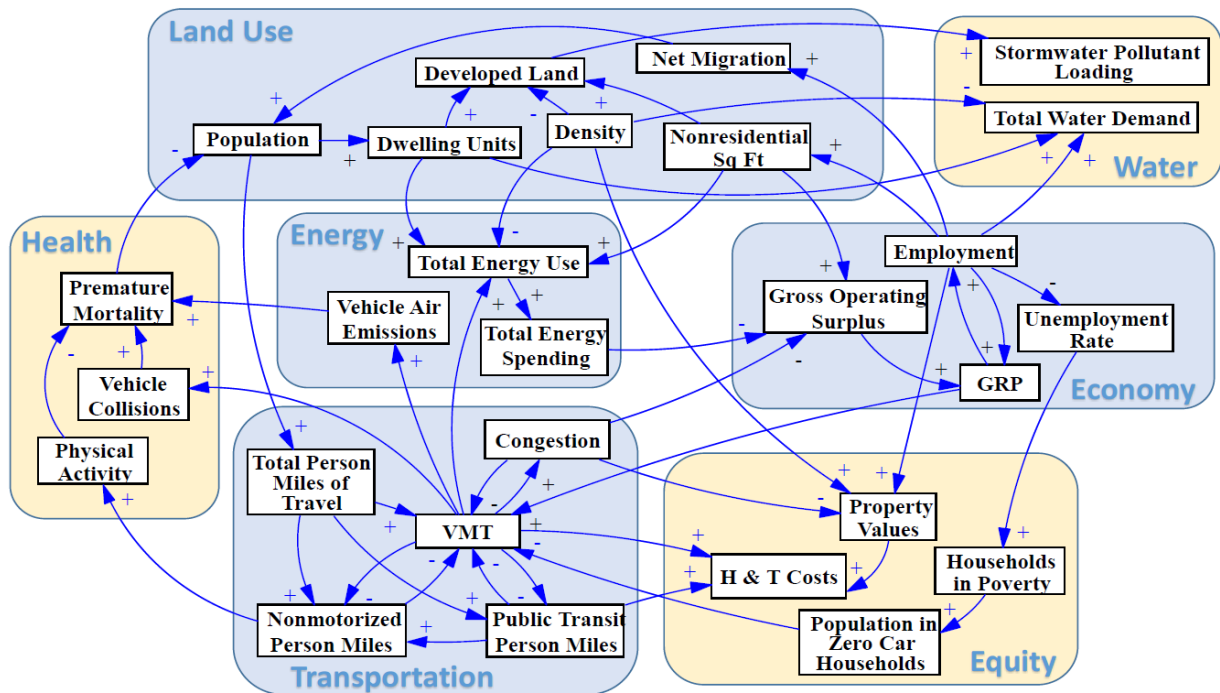 Land Use
Net Migration
Developed Land
Population
Dwelling Units
Density
Nonresidential
Sq Ft
Stormwater Pollutant
Loading
Total Water Demand
Water
Health
Premature
Mortality
Vehicle
Collisions
Physical
Activity
Energy
Total Energy Use
Vehicle Air
Emissions
Total Energy
Spending
Employment
Gross Operating
Surplus
Unemployment
Rate
GRP
Economy
Congestion
Total Person
Miles of
Travel
VMT
Nonmotorized
Person Miles
Public Transit
Person Miles
Transportation
Property
Values
H & T Costs
Households
in Poverty
Population in
Zero Car
Households
Equity